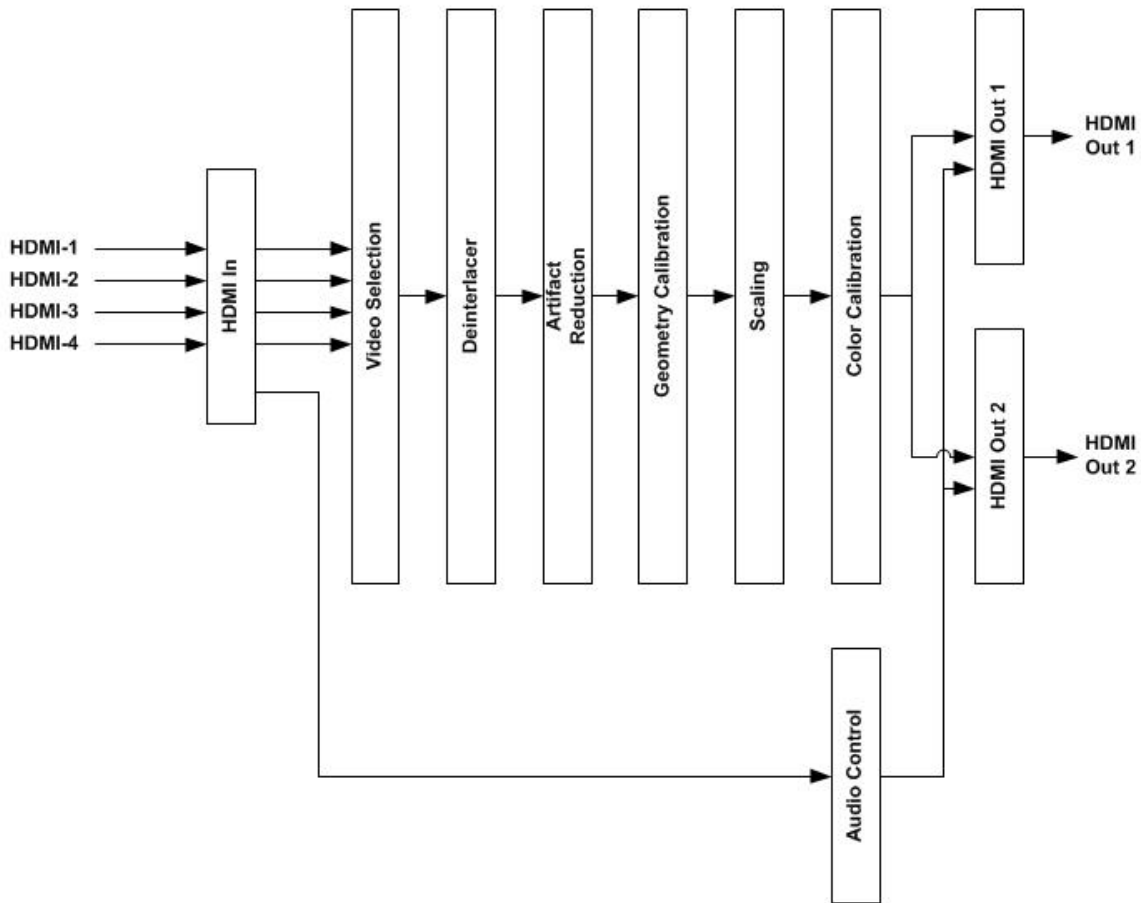 HDMI-1
HDMI-2
HDMI-3
HDMI-4
HDMI In
Video Selection
Deinterlacer
Artifact
Reduction
Geometry Calibration
Scaling
Color Calibration
HDMI Out 1
HDMI
Out 1
HDMI Out 2
HDMI
Out 2
Audio Control